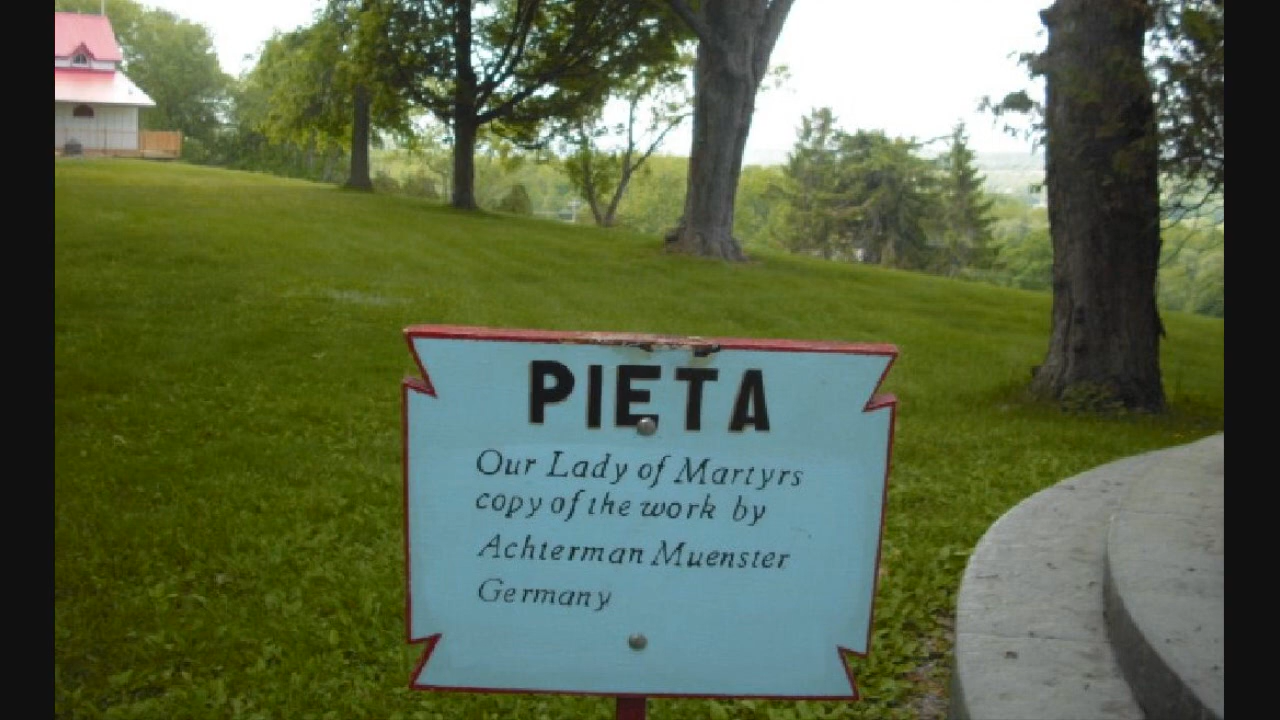 PIETA
Our Lady of Martyrs
copy of the work by
Achterman Muenster
Germany